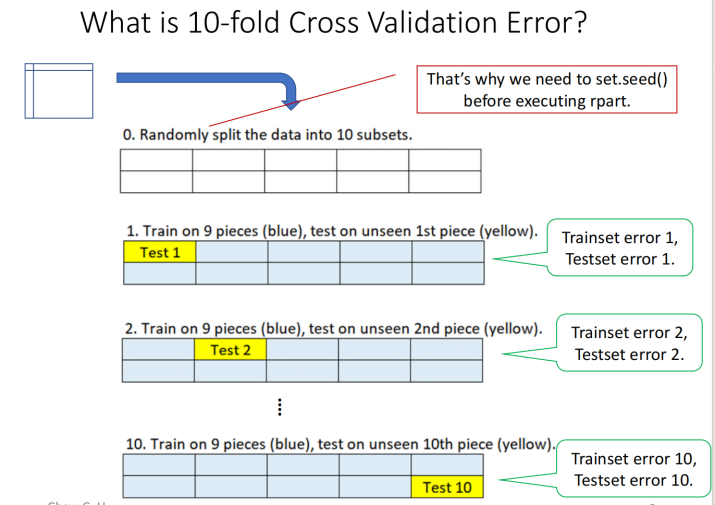 What is 10-fold Cross Validation Error?
That's why we need to set.seed()
before executing rpart.
0. Randomly split the data into 10 subsets.
1. Train on 9 pieces (blue), test on unseen 1st piece (yellow).
Test 1
Trainset error 1,
Testset error 1.
2. Train on 9 pieces (blue), test on unseen 2nd piece (yellow).
Test 2
Trainset error 2,
Testset error 2.
10. Train on 9 pieces (blue), test on unseen 10th piece (yellow).
Test 10
Trainset error 10,
Testset error 10.